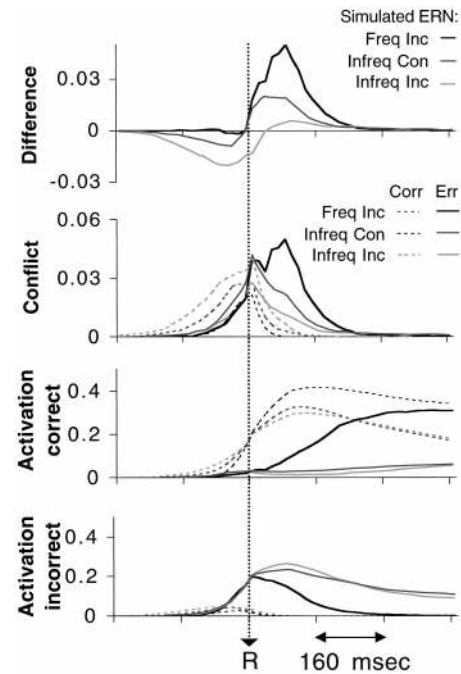 Simulated ERN:
Freq Inc
Infreq Con
Infreq Inc
0.03
0
-0.03
Difference
Corr Err
Freq Inc
Infreq Con
Infreq Inc
0.06
0.03
0
Conflict
0.4
0.2
0
Activation
correct
0.4
0.2
0
Activation
incorrect
R 160 msec